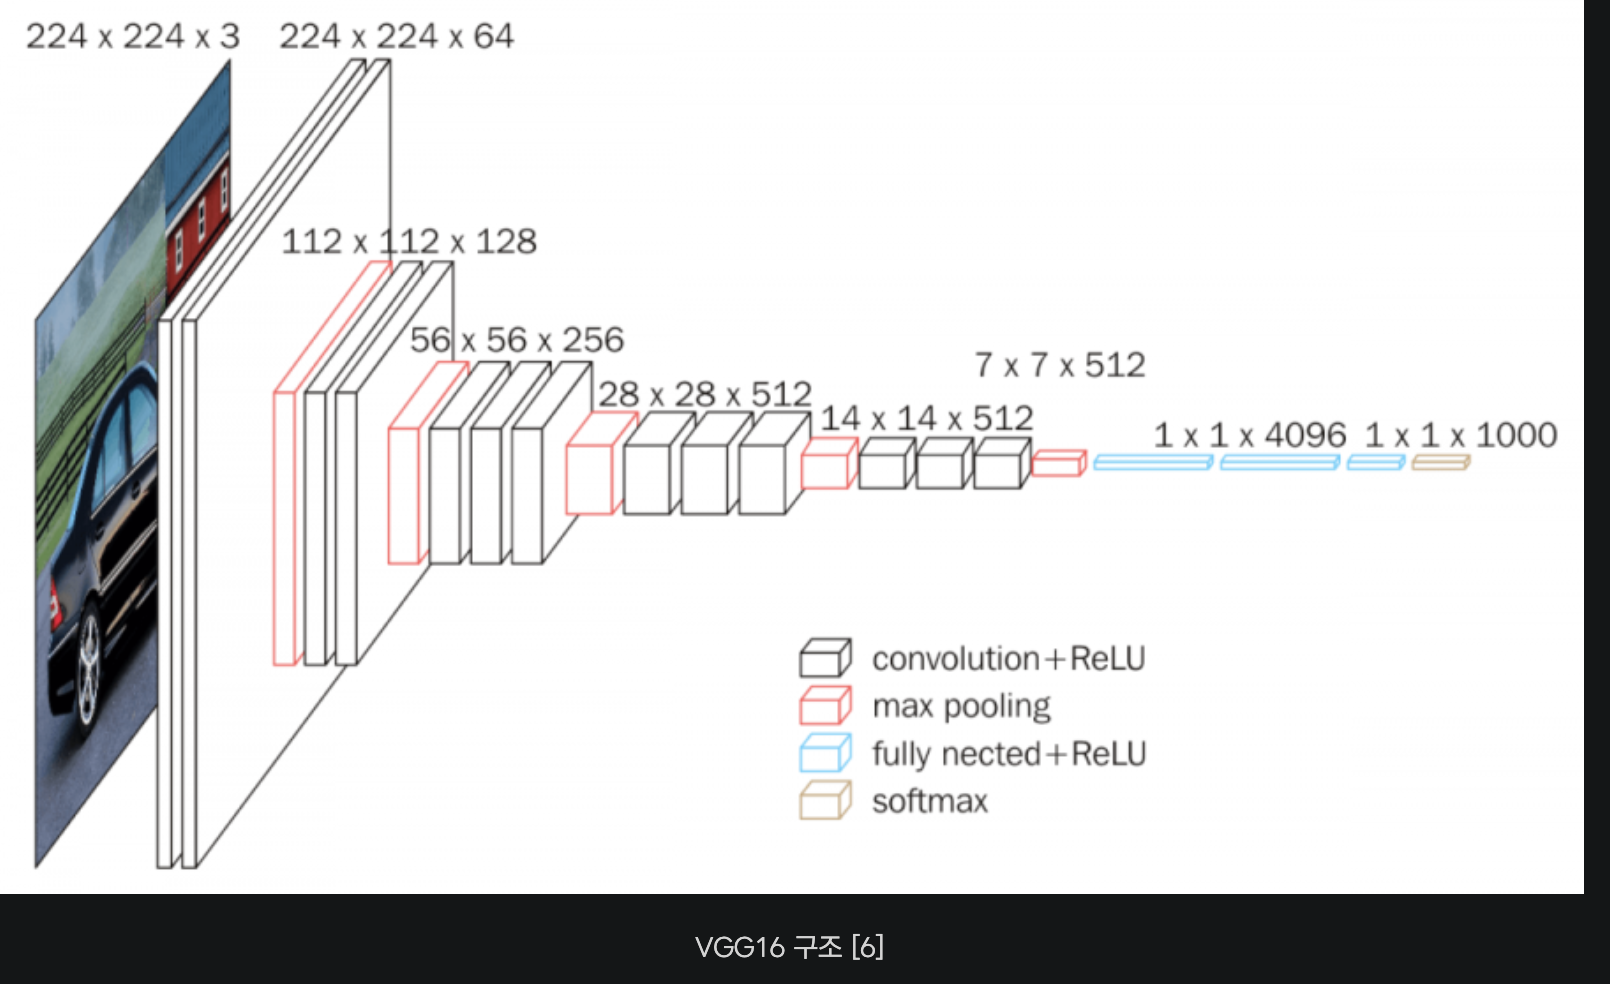 224 x 224 x 3
224 x 224 x 64
112 x 112 x 128
56 x 56 x 256
28 x 28 x 512
14 x 14 x 512
7 x 7 x 512
1 x 1 x 4096
1 x 1 x 1000
convolution+ReLU
max pooling
fully nected+ReLU
softmax
VGG16 구조 [6]